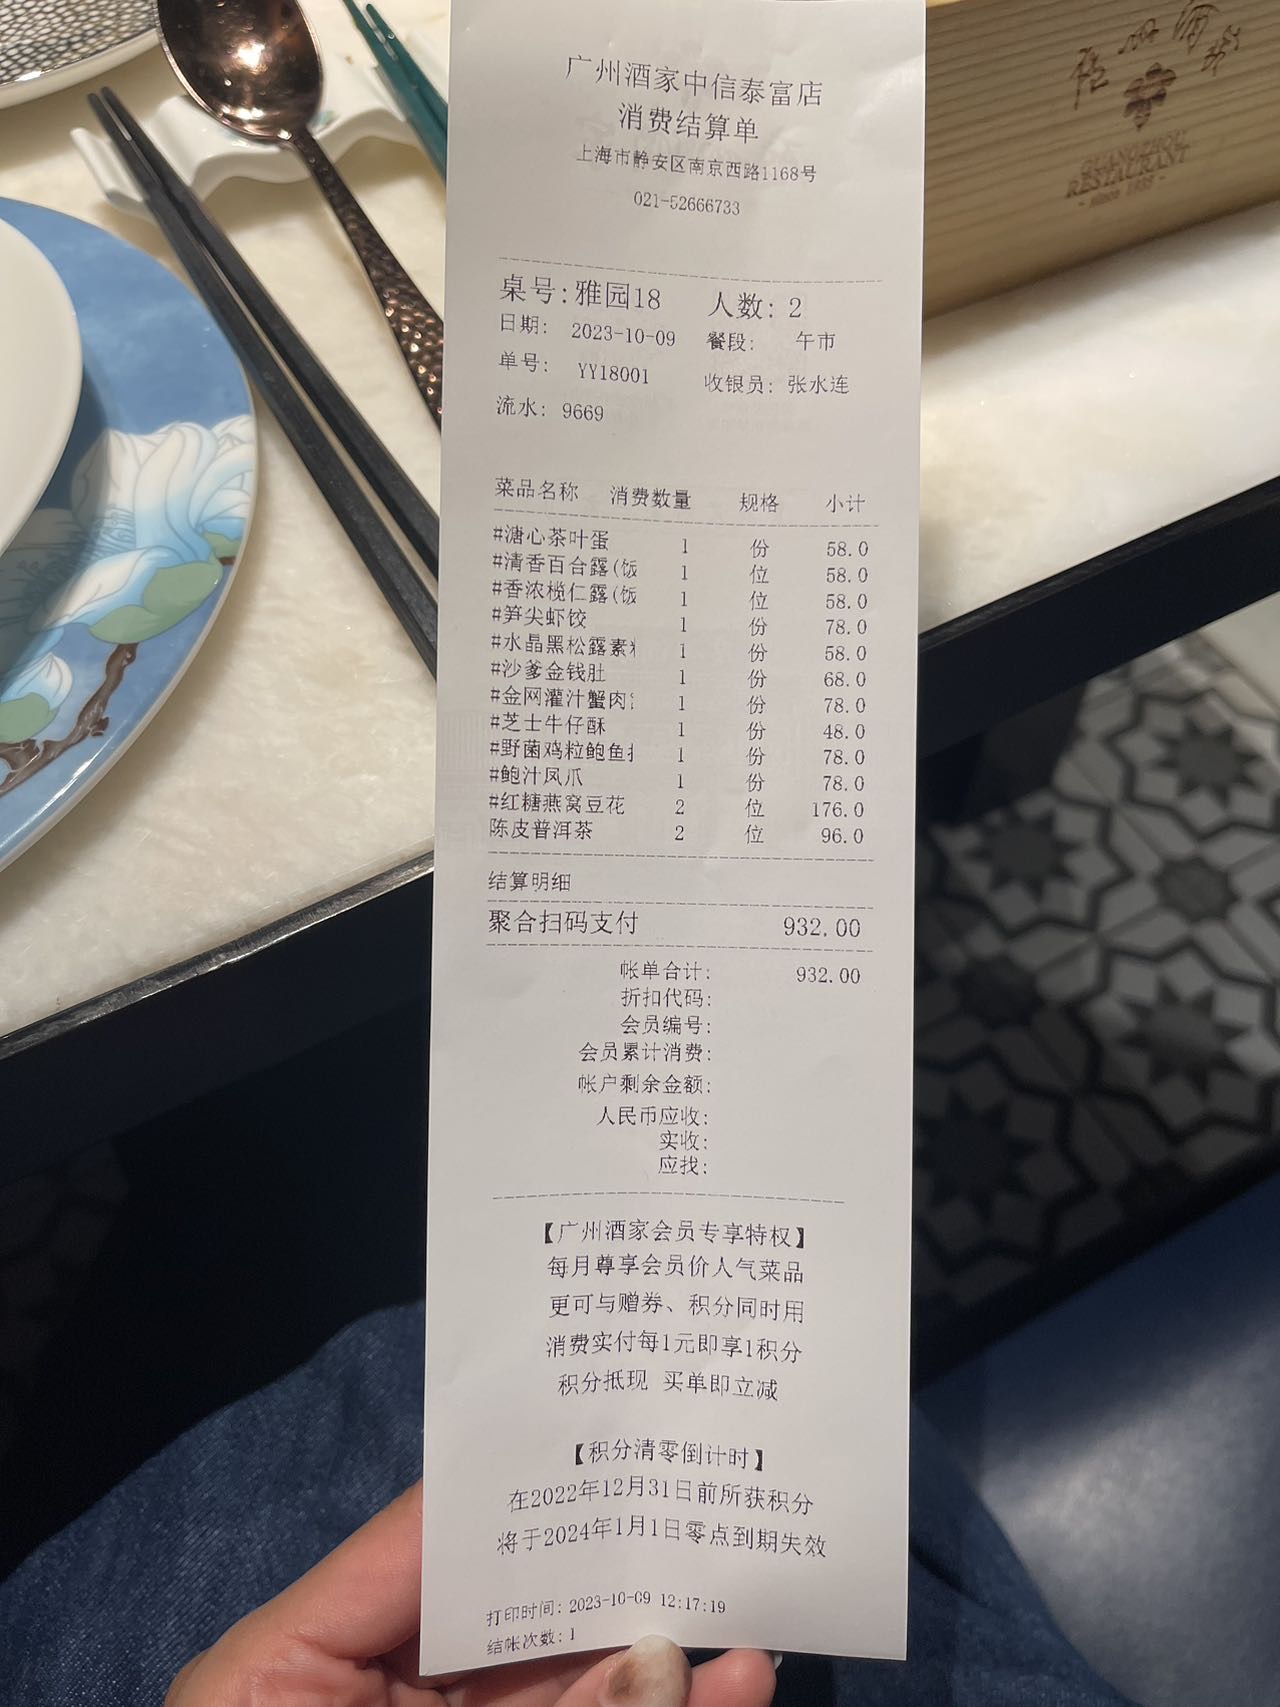 广州酒家中信泰富店
消费结算单
上海市静安区南京西路1168号
021-52666733
桌号:雅园18 人数: 2
日期: 2023-10-09 餐段: 午市
单号: YY18001 收银员: 张水连
流水: 9669
菜品名称 消费数量 规格 小计
#溏心茶叶蛋 1 份 58.0
#清香百合露(饭 1 位 58.0
#香浓榄仁露(饭 1 位 58.0
#笋尖虾饺 1 份 78.0
#水晶黑松露素 1 份 58.0
#沙爹金钱肚 1 份 68.0
#金网灌汁蟹肉 1 份 78.0
#芝士牛仔酥 1 份 48.0
#野菌鸡粒鲍鱼 1 份 78.0
#鲍汁凤爪 1 份 78.0
#红糖燕窝豆花 2 位 176.0
陈皮普洱茶 2 位 96.0
结算明细
聚合扫码支付 932.00
帐单合计: 932.00
折扣代码:
会员编号:
会员累计消费:
帐户剩余金额:
人民币应收:
实收:
应找:
【广州酒家会员专享特权】
每月尊享会员价人气菜品
更可与赠券、积分同时用
消费实付每1元即享1积分
积分抵现 买单即立减
【积分清零倒计时】
在2022年12月31日前所获积分
将于2024年1月1日零点到期失效
打印时间: 2023-10-09 12:17:19
结帐次数: 1
GUANGZHOU
RESTAURANT
- since 1935 -